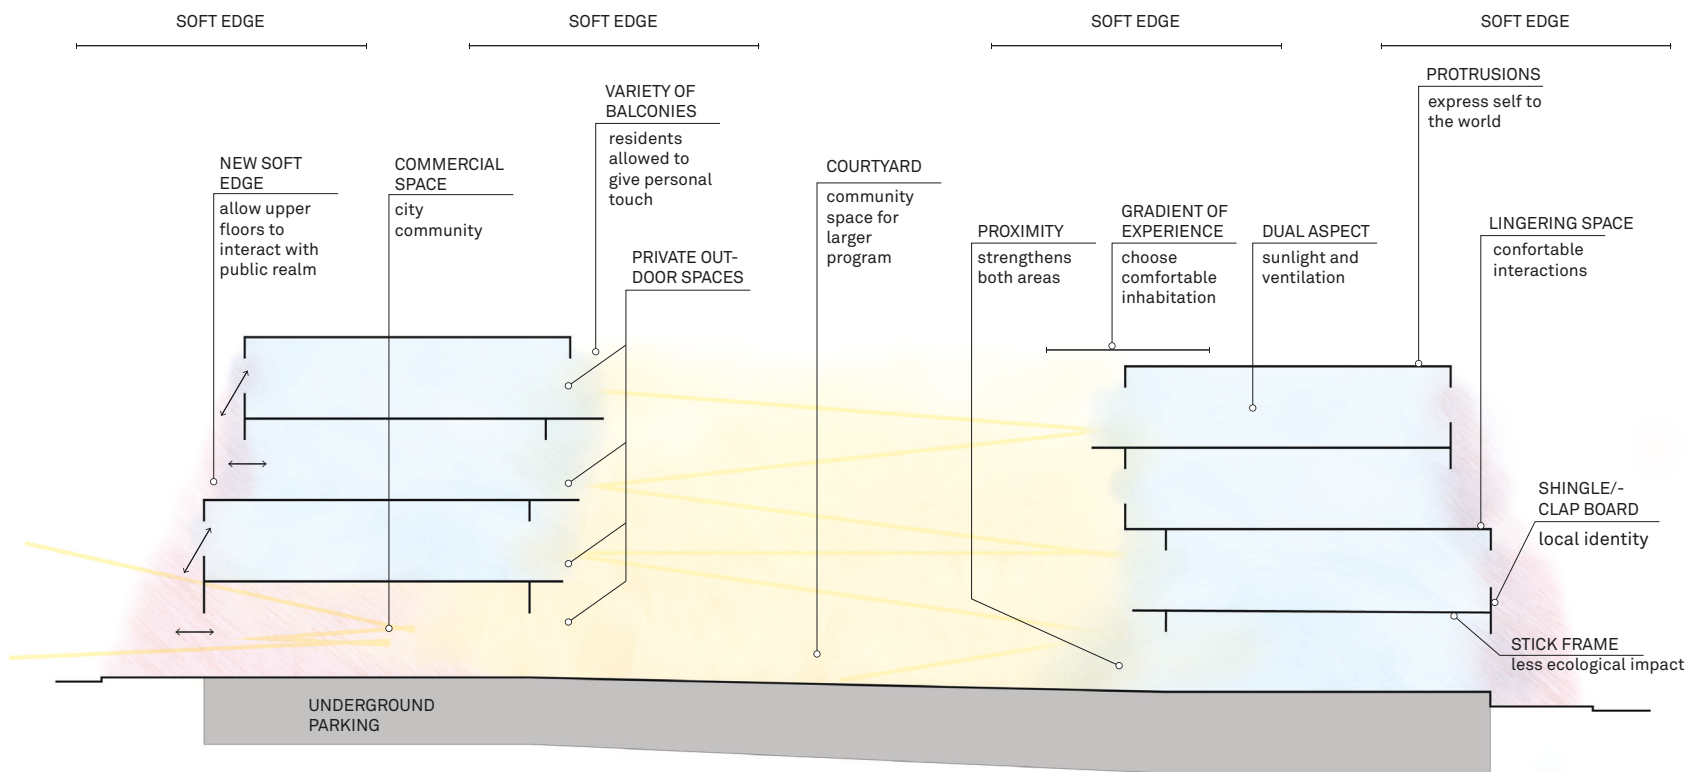 SOFT EDGE
SOFT EDGE
SOFT EDGE
SOFT EDGE
NEW SOFT
EDGE
allow upper
floors to
interact with
public realm
COMMERCIAL
SPACE
city
community
VARIETY OF
BALCONIES
residents
allowed to
give personal
touch
PRIVATE OUT-
DOOR SPACES
COURTYARD
community
space for
larger
program
PROXIMITY
strengthens
both areas
GRADIENT OF
EXPERIENCE
choose
comfortable
inhabitation
DUAL ASPECT
sunlight and
ventilation
PROTRUSIONS
express self to
the world
LINGERING SPACE
confortable
interactions
SHINGLE/-
CLAP BOARD
local identity
STICK FRAME
less ecological impact
UNDERGROUND
PARKING